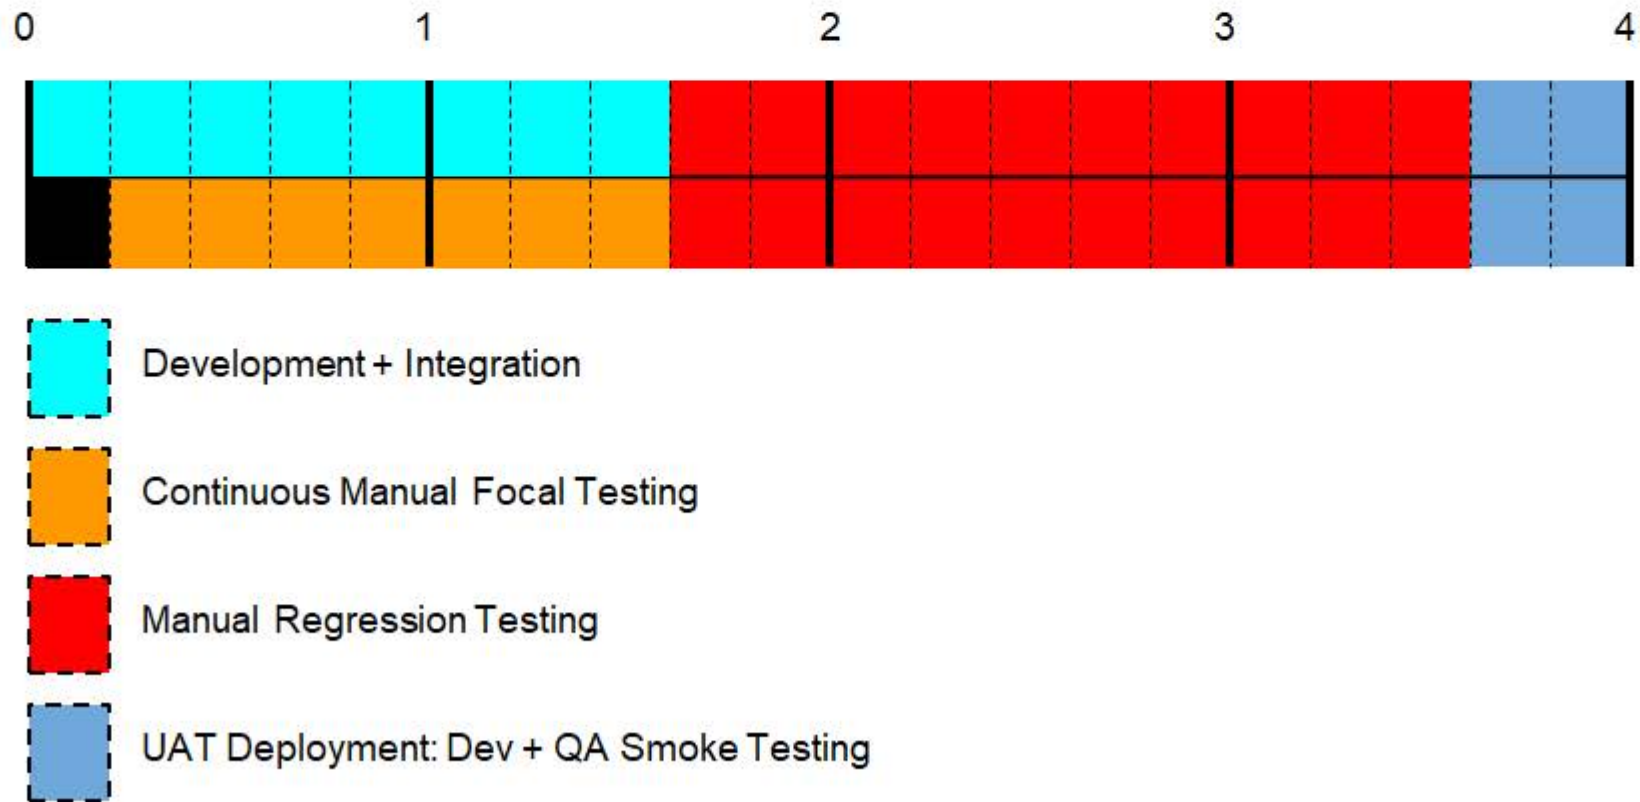 0 1 2 3 4
Development + Integration
Continuous Manual Focal Testing
Manual Regression Testing
UAT Deployment: Dev + QA Smoke Testing